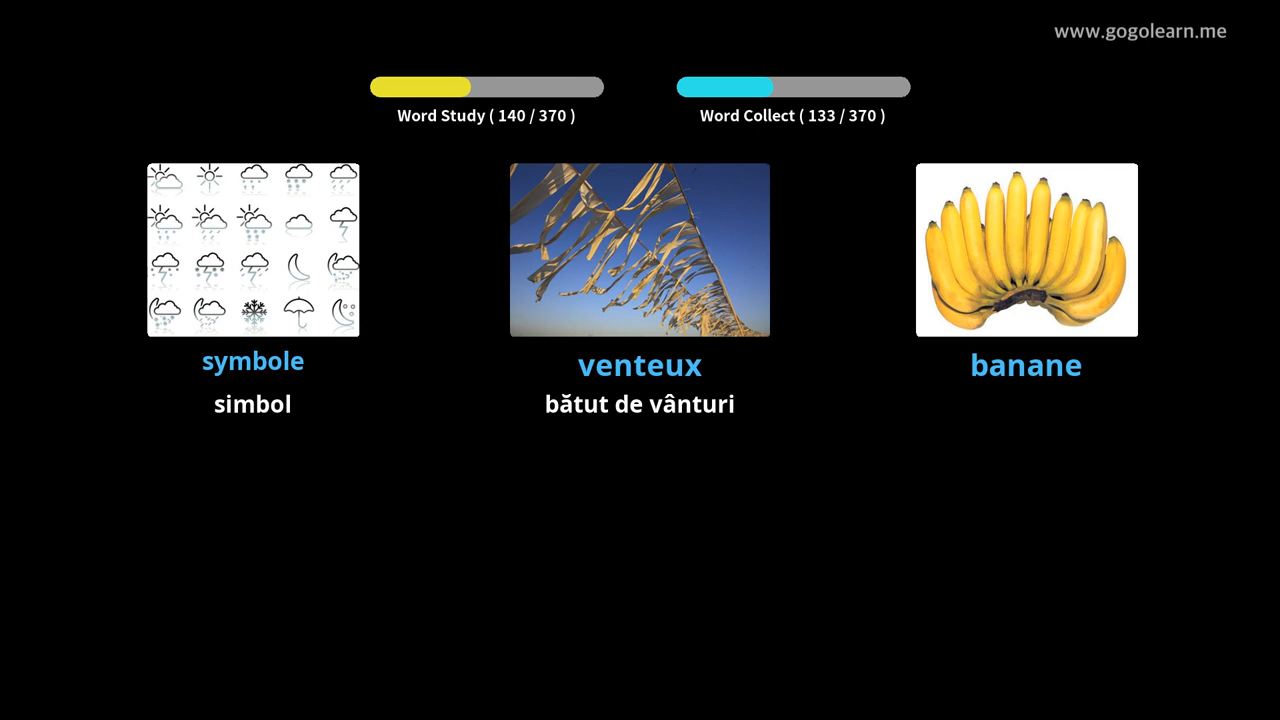 www.gogolearn.me
Word Study ( 140 / 370 )
Word Collect ( 133 / 370 )
symbole
simbol
venteux
bătut de vânturi
banane